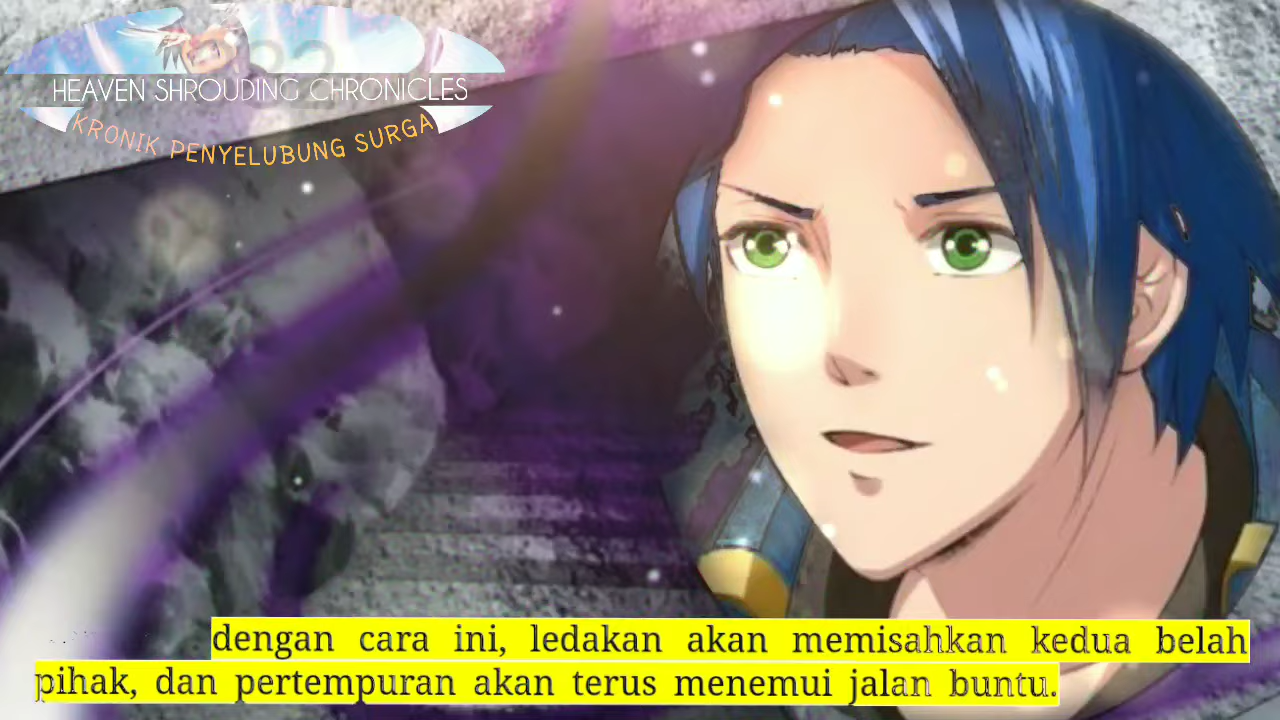 HEAVEN SHROUDING CHRONICLES
KRONIK PENYELUBUNG SURGA
dengan cara ini, ledakan akan memisahkan kedua belah
pihak, dan pertempuran akan terus menemui jalan buntu.